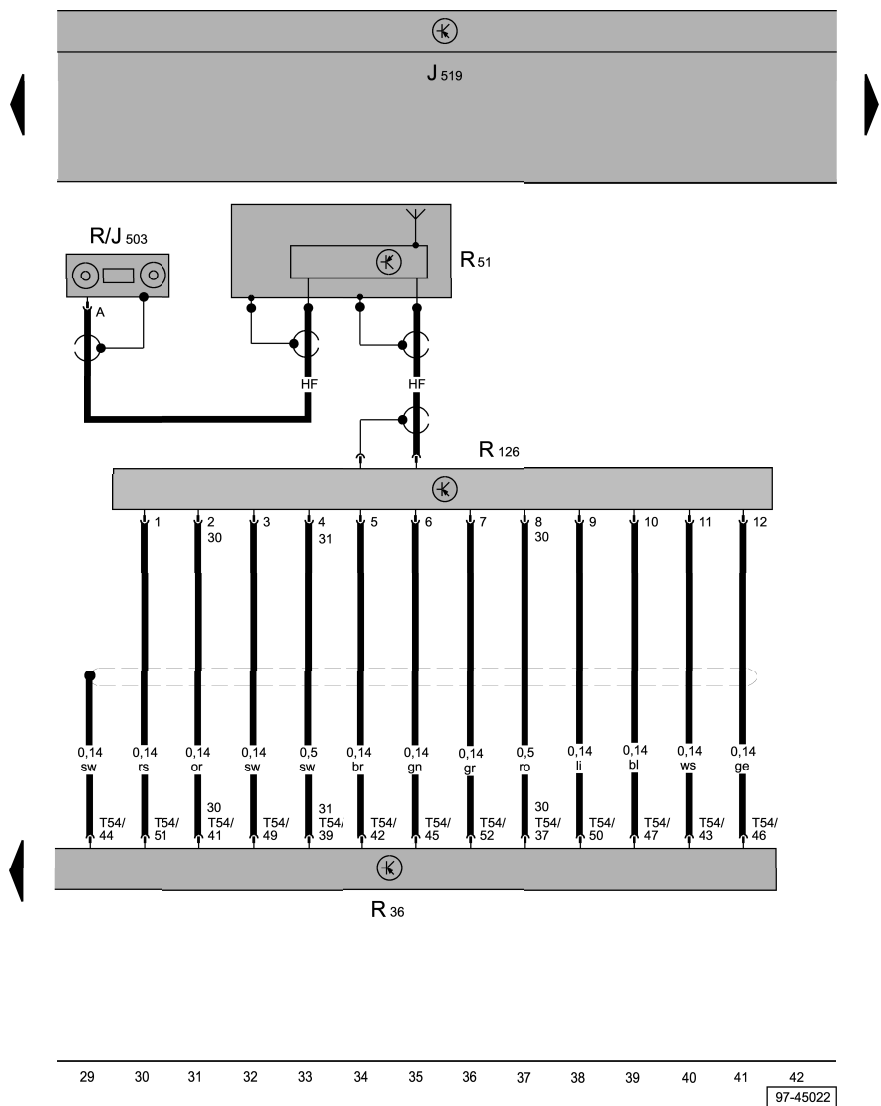 J 519
R/J 503
R 51
A
HF HF
R 126
1 2 3 4 5 6 7 8 9 10 11 12
30 31 30
0,14 0,14 0,14 0,14 0,5 0,14 0,14 0,14 0,5 0,14 0,14 0,14 0,14
sw rs or sw sw br gn gr ro li bl ws ge
30 31 30
T54/ T54/ T54/ T54/ T54/ T54/ T54/ T54/ T54/ T54/ T54/ T54/ T54/
44 51 41 49 39 42 45 52 37 50 47 43 46
R 36
29 30 31 32 33 34 35 36 37 38 39 40 41 42
97-45022